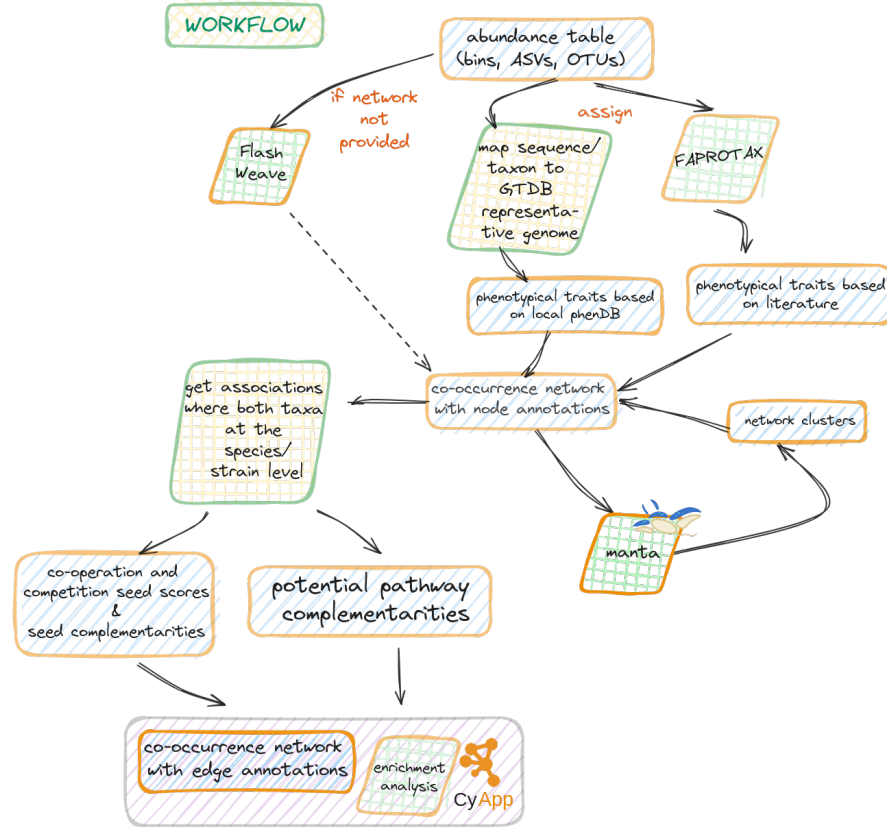 WORKFLOW
abundance table
(bins, ASVs, OTUs)
if network
not
provided
assign
Flash
Weave
map sequence/
taxon to
GTDB
representa-
tive genome
FAPROTAX
phenotypical traits based
on local phenDB
phenotypical traits based
on literature
get associations
where both taxa
at the
species/
strain level
co-occurrence network
with node annotations
network clusters
manta
co-operation and
competition seed scores
&
seed complementarities
potential pathway
complementarities
co-occurrence network
with edge annotations
enrichment
analysis
CyApp